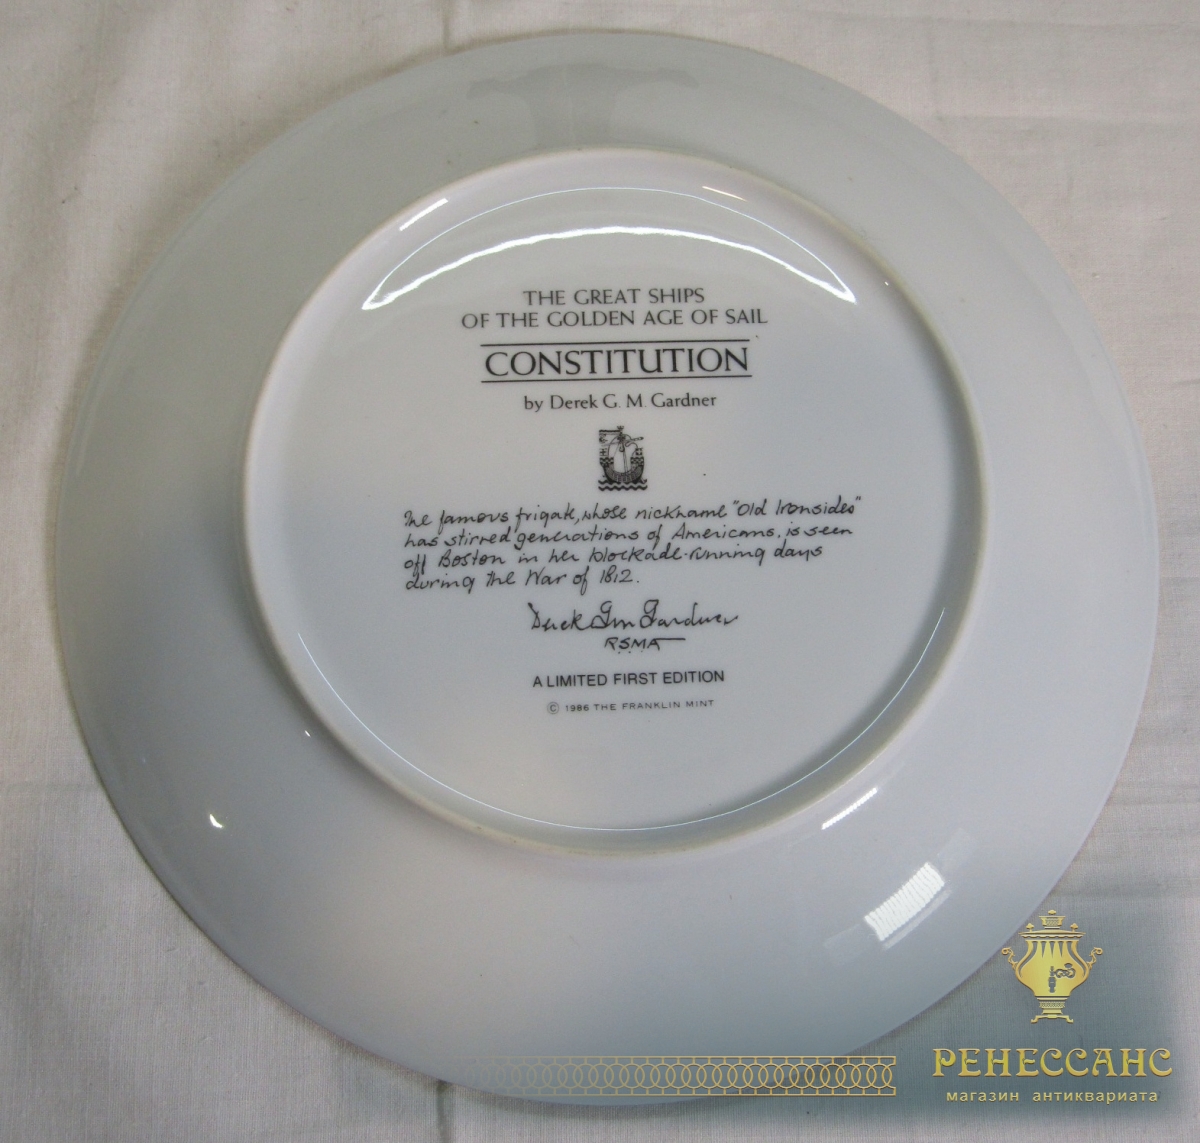 THE GREAT SHIPS
OF THE GOLDEN AGE OF SAIL
CONSTITUTION
by Derek G. M. Gardner
The famous frigate, whose nickname "Old Ironsides"
has stirred generations of Americans, is seen
off Boston in her blockade-running days
during the War of 1812.
Derek Gm Gardner
R.S.M.A
A LIMITED FIRST EDITION
© 1986 THE FRANKLIN MINT
РЕНЕССАНС
магазин антиквариата